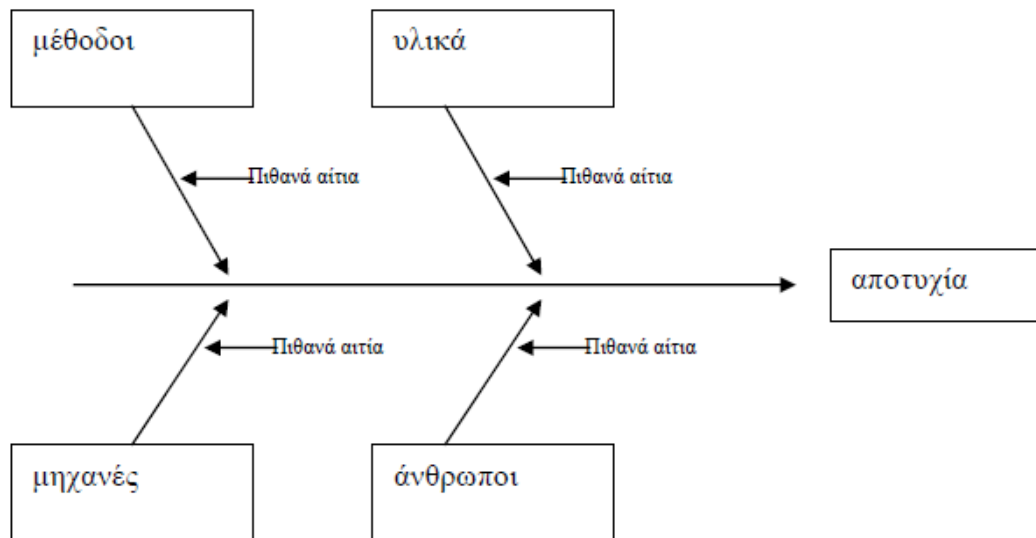 μέθοδοι
υλικά
Πιθανά αίτια
Πιθανά αίτια
αποτυχία
Πιθανά αιτία
Πιθανά αίτια
μηχανές
άνθρωποι